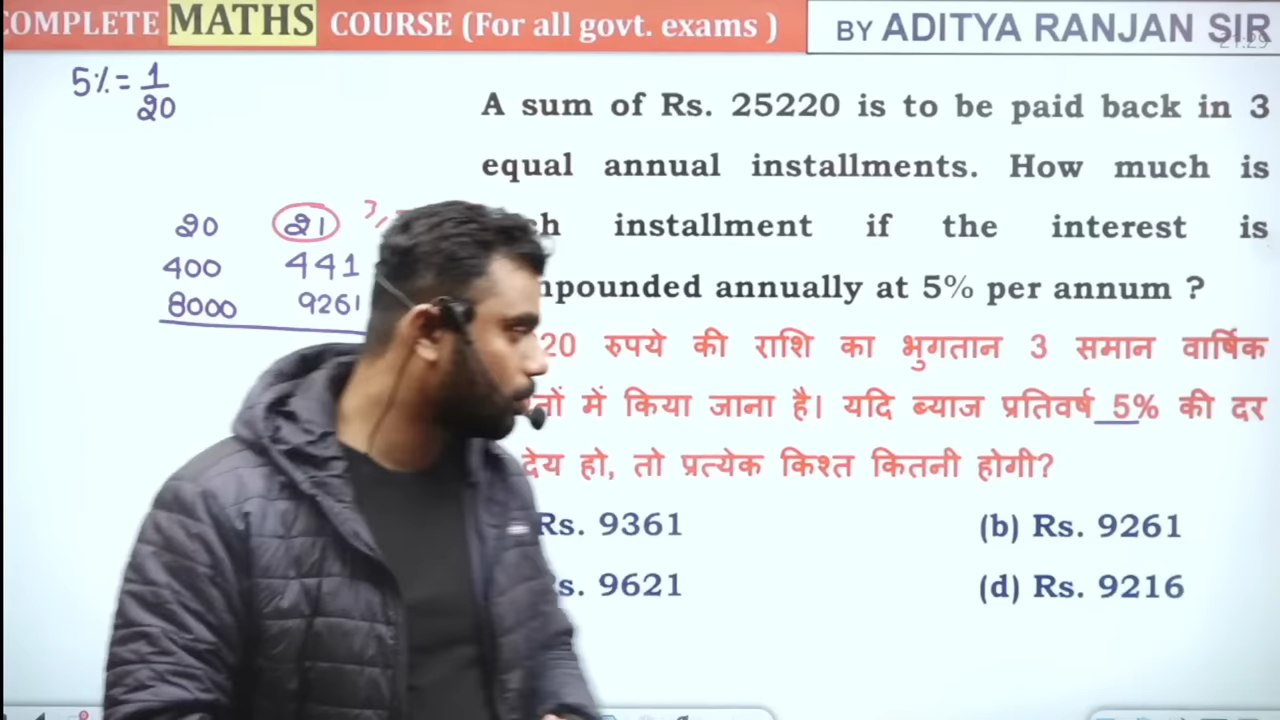 COMPLETE MATHS COURSE (For all govt. exams )
BY ADITYA RANJAN SIR
21:29
5% = 1/20
A sum of Rs. 25220 is to be paid back in 3
equal annual installments. How much is
installment if the interest is
annually at 5% per annum ?
20 21
400 441
8000 9261
20 रुपये की राशि का भुगतान 3 समान वार्षिक
में किया जाना है। यदि ब्याज प्रतिवर्ष 5% की दर
देय हो, तो प्रत्येक किश्त कितनी होगी?
Rs. 9361
(b) Rs. 9261
Rs. 9621
(d) Rs. 9216